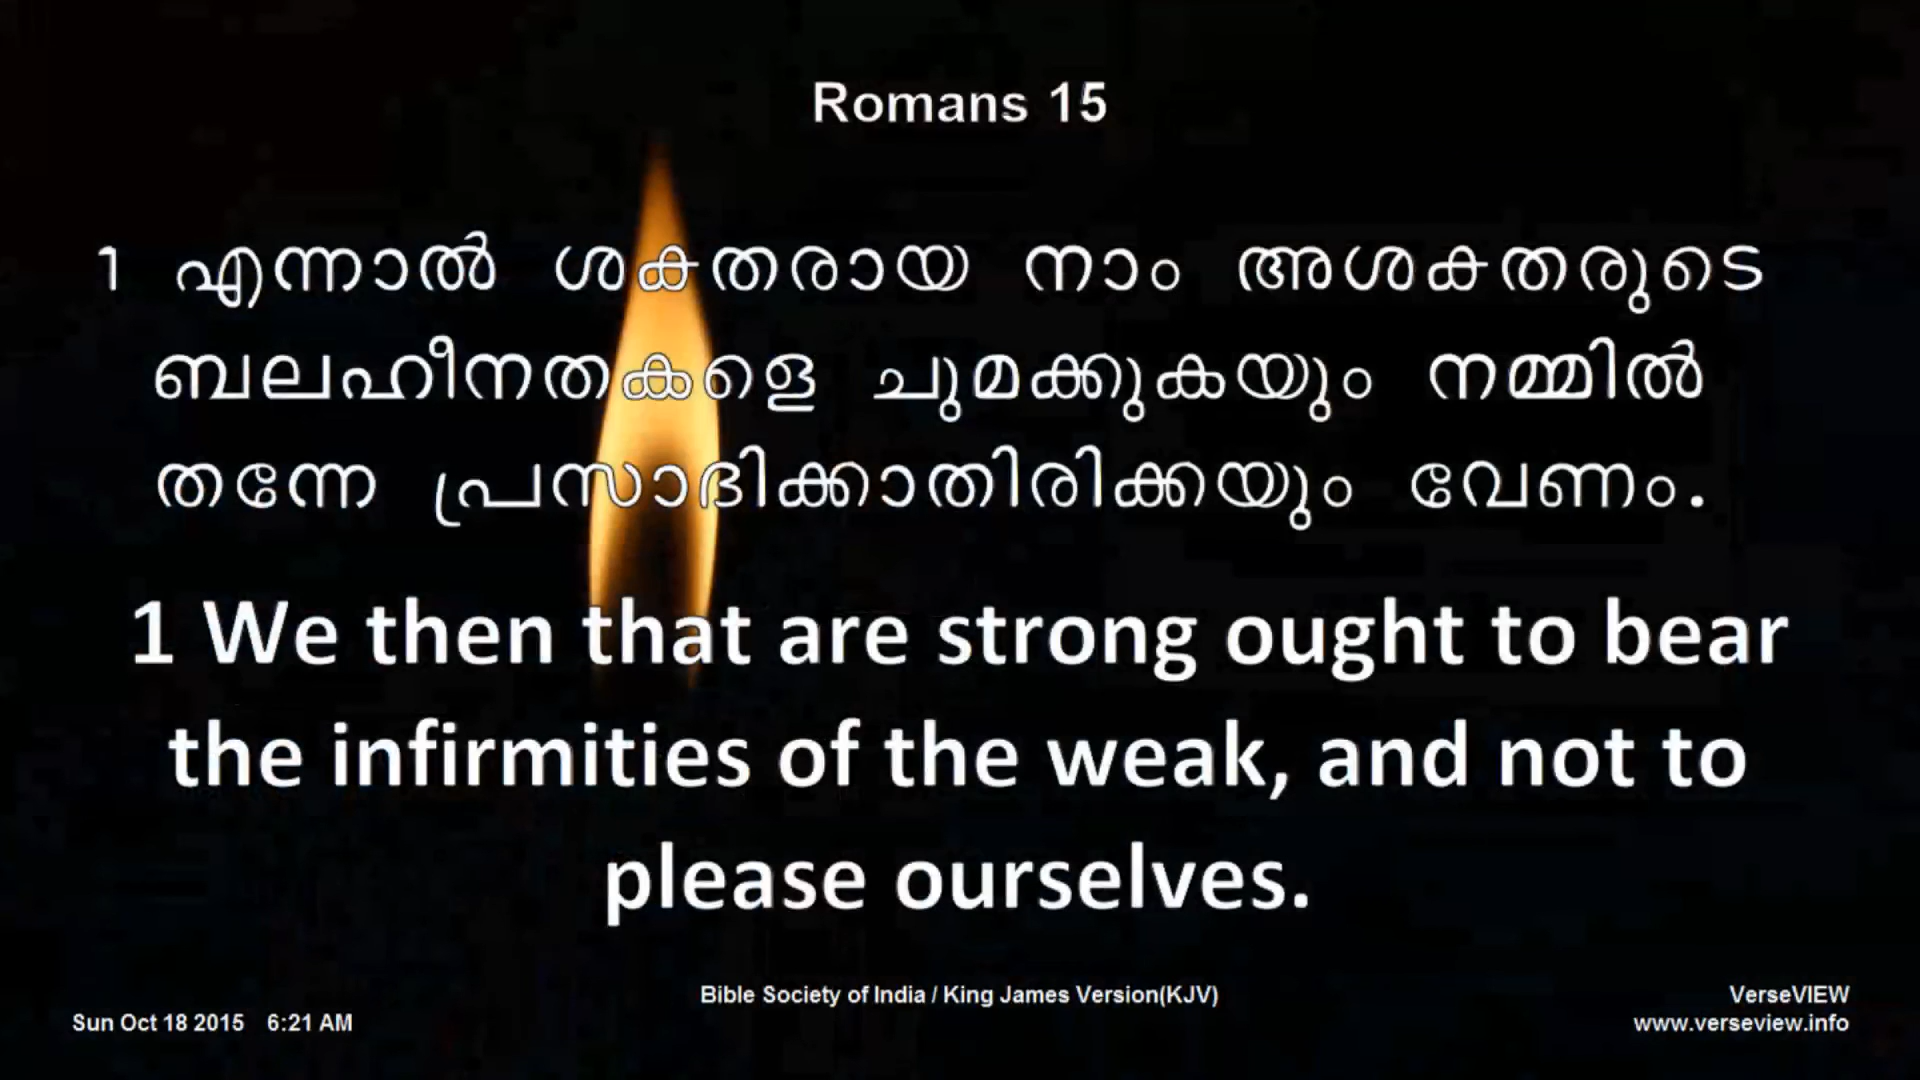 Romans 15
1 എന്നാൽ ശക്തരായ നാം അശക്തരുടെ
ബലഹീനതകളെ ചുമക്കുകയും നമ്മിൽ
തന്നേ പ്രസാദിക്കാതിരിക്കയും വേണം.
1 We then that are strong ought to bear
the infirmities of the weak, and not to
please ourselves.
Bible Society of India / King James Version(KJV)
Sun Oct 18 2015 6:21 AM
VerseVIEW
www.verseview.info